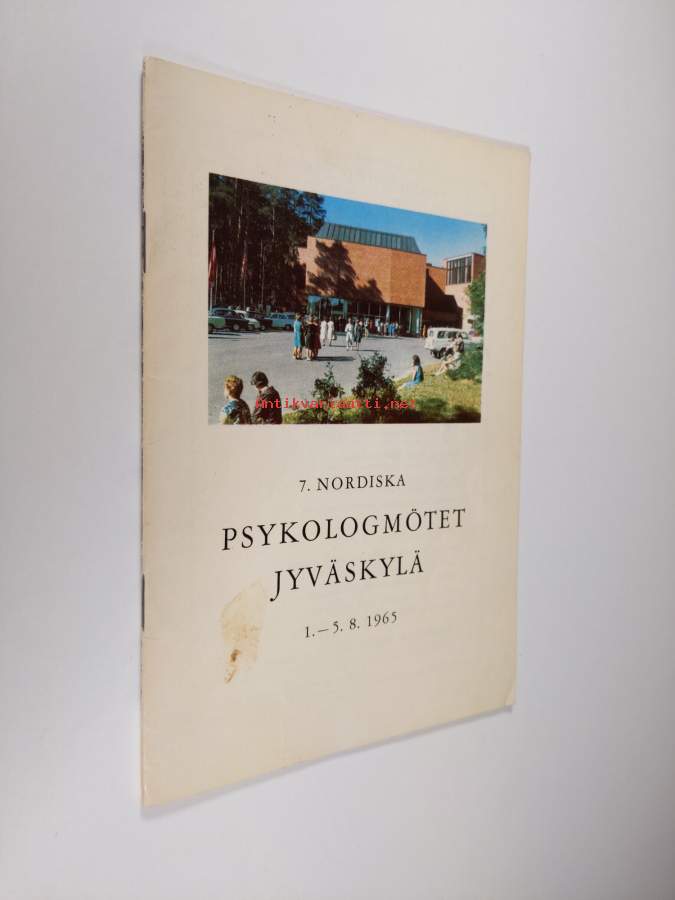 Antikvariaatti.net
7. NORDISKA
PSYKOLOGMÖTET
JYVÄSKYLÄ
1.—5. 8. 1965